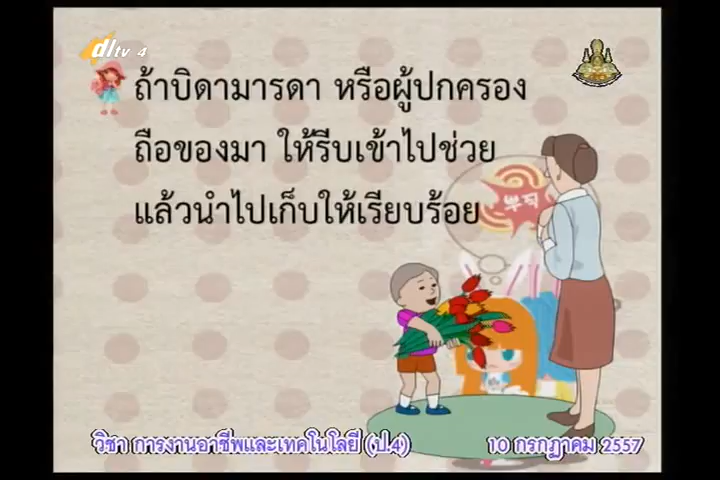 dltv 4
ถ้าบิดามารดา หรือผู้ปกครอง
ถือของมา ให้รีบเข้าไปช่วย
แล้วนำไปเก็บให้เรียบร้อย
วิชา การงานอาชีพและเทคโนโลยี (ป.4)
10 กรกฎาคม 2557